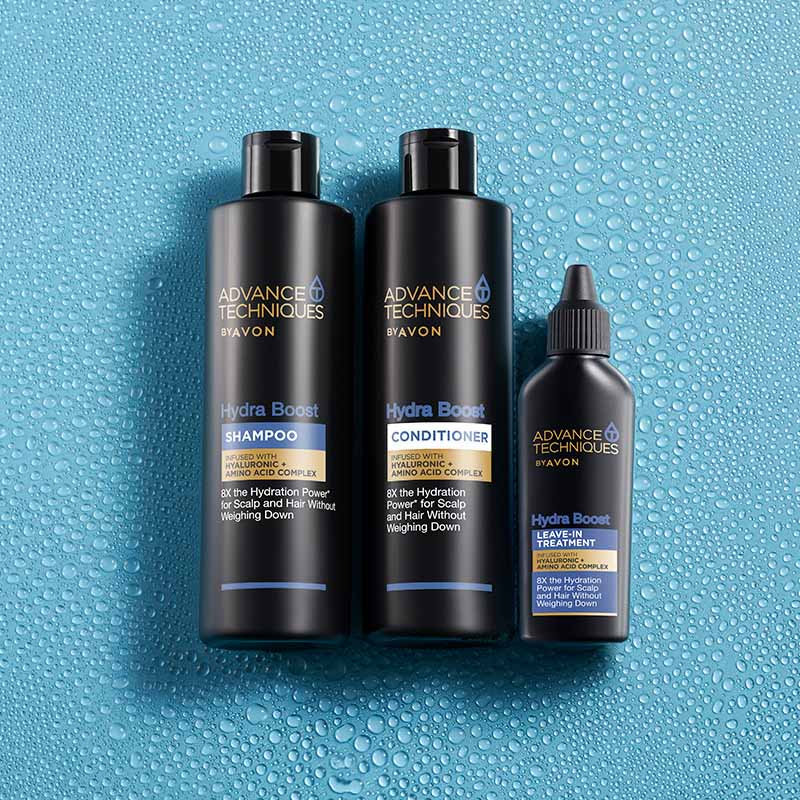 ADVANCE
TECHNIQUES
BY AVON
Hydra Boost
SHAMPOO
INFUSED WITH
HYALURONIC +
AMINO ACID COMPLEX
8X the Hydration Power*
for Scalp and Hair Without
Weighing Down
ADVANCE
TECHNIQUES
BY AVON
Hydra Boost
CONDITIONER
INFUSED WITH
HYALURONIC +
AMINO ACID COMPLEX
8X the Hydration
Power* for Scalp
and Hair Without
Weighing Down
ADVANCE
TECHNIQUES
BY AVON
Hydra Boost
LEAVE-IN
TREATMENT
INFUSED WITH
HYALURONIC +
AMINO ACID COMPLEX
8X the Hydration
Power for Scalp
and Hair Without
Weighing Down